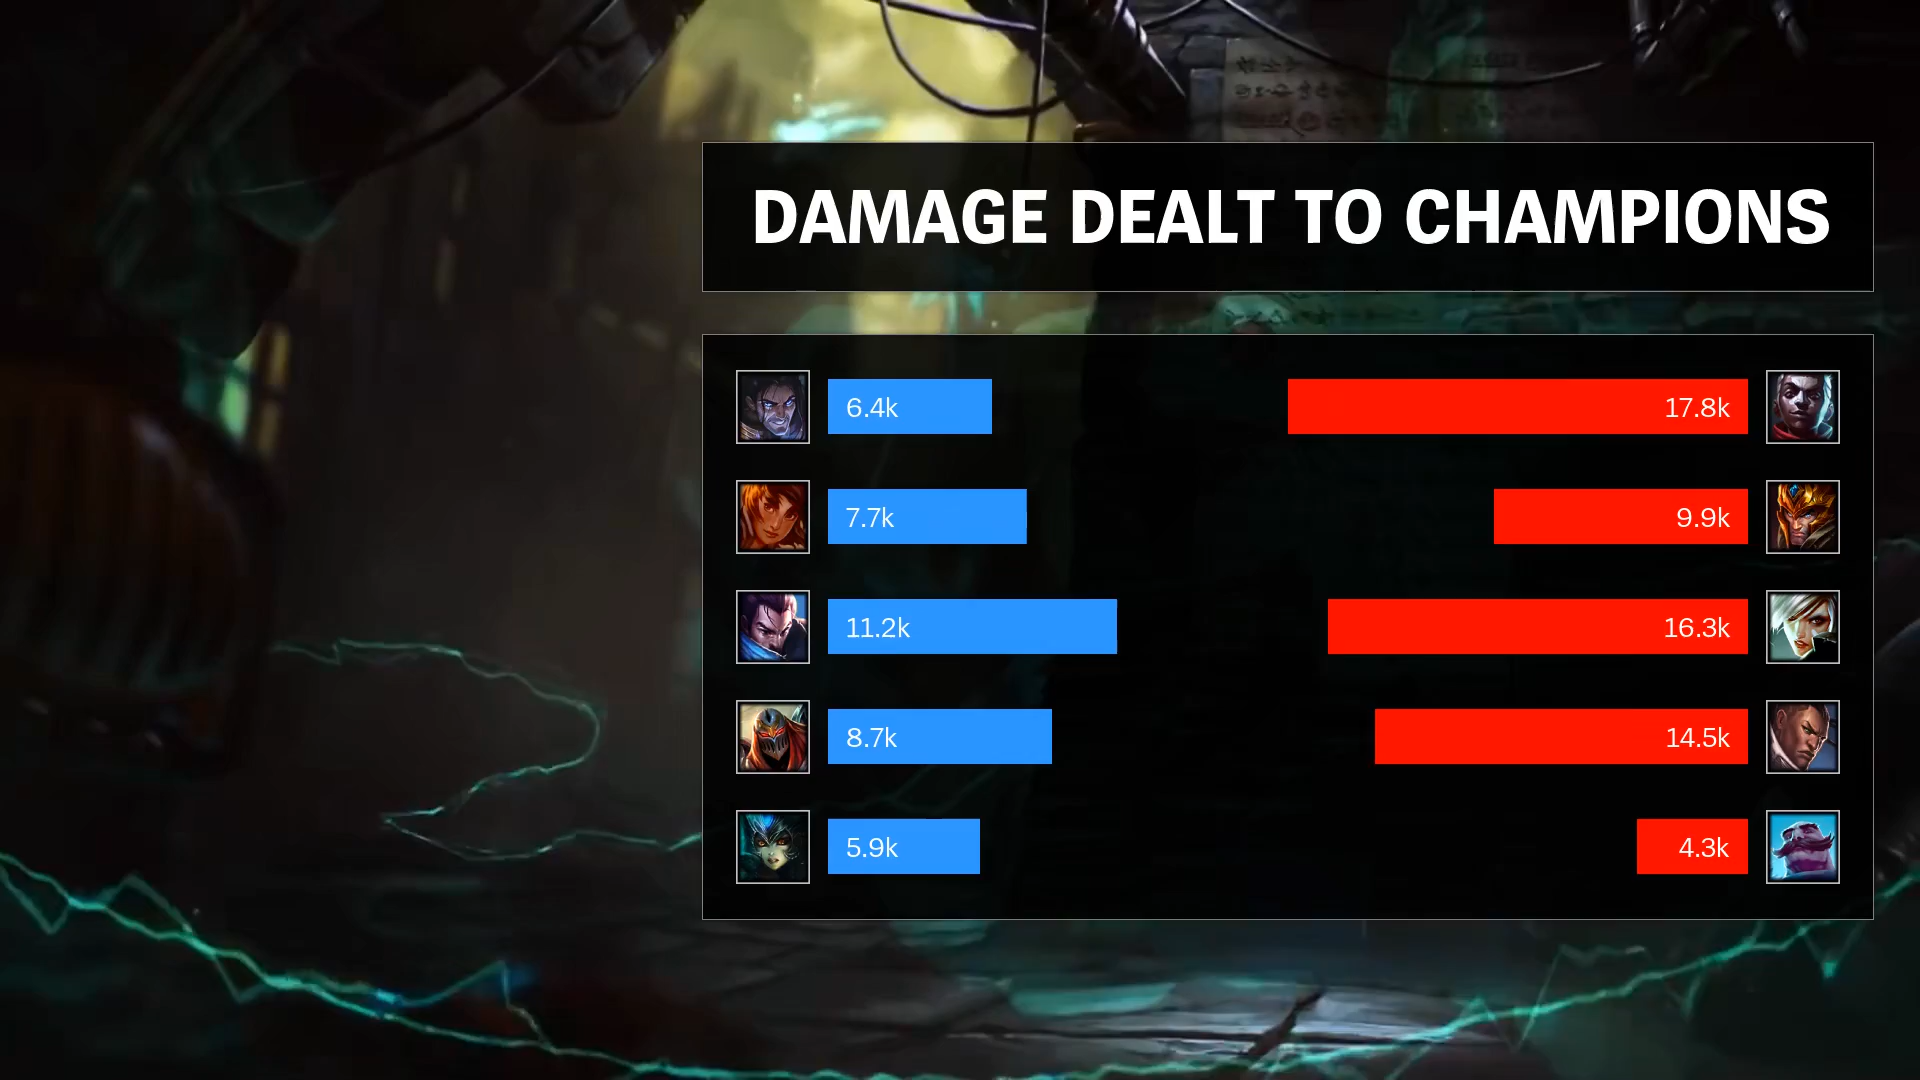 DAMAGE DEALT TO CHAMPIONS
6.4k 17.8k
7.7k 9.9k
11.2k 16.3k
8.7k 14.5k
5.9k 4.3k